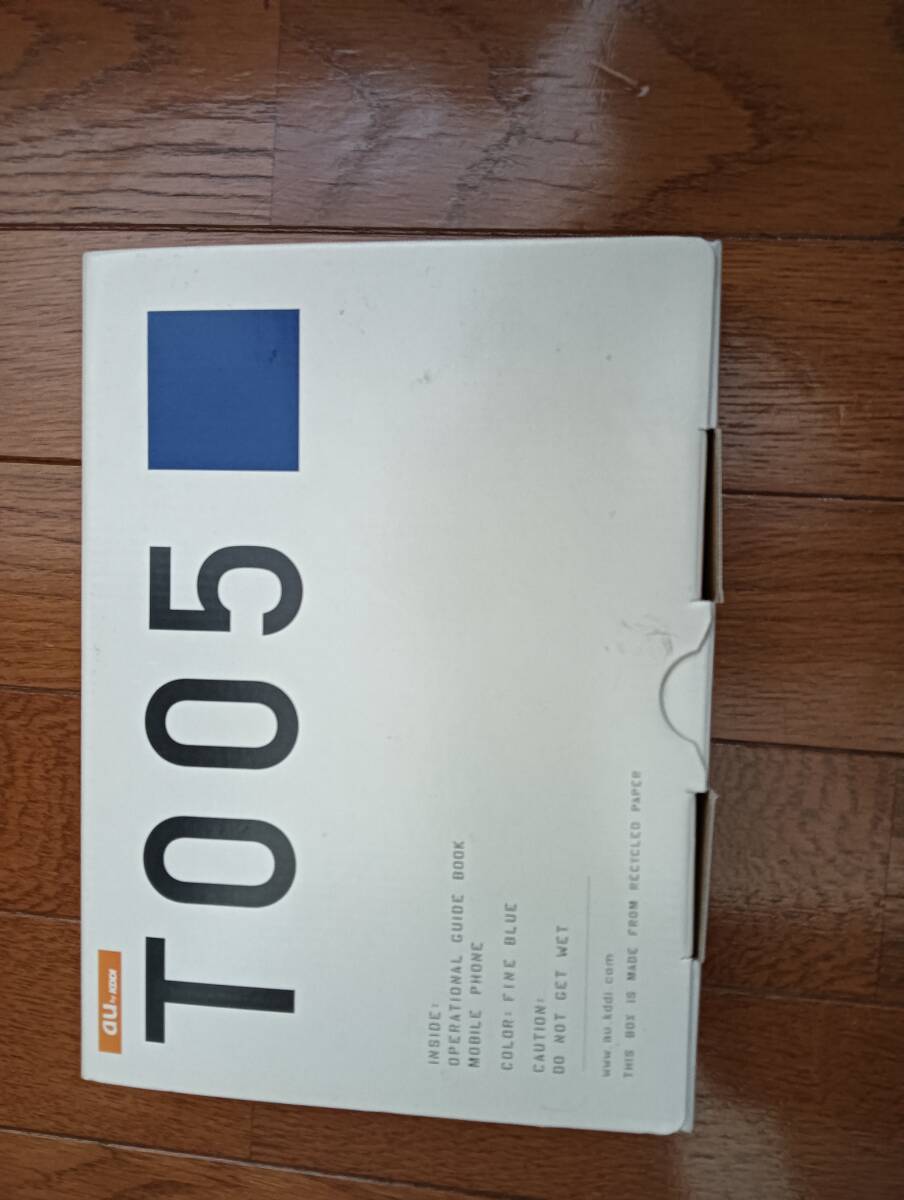 au by KDDI
T005
INSIDE:
OPERATIONAL GUIDE BOOK
MOBILE PHONE
COLOR: FINE BLUE
CAUTION:
DO NOT GET WET
www.au.kddi.com
THIS BOX IS MADE FROM RECYCLED PAPER